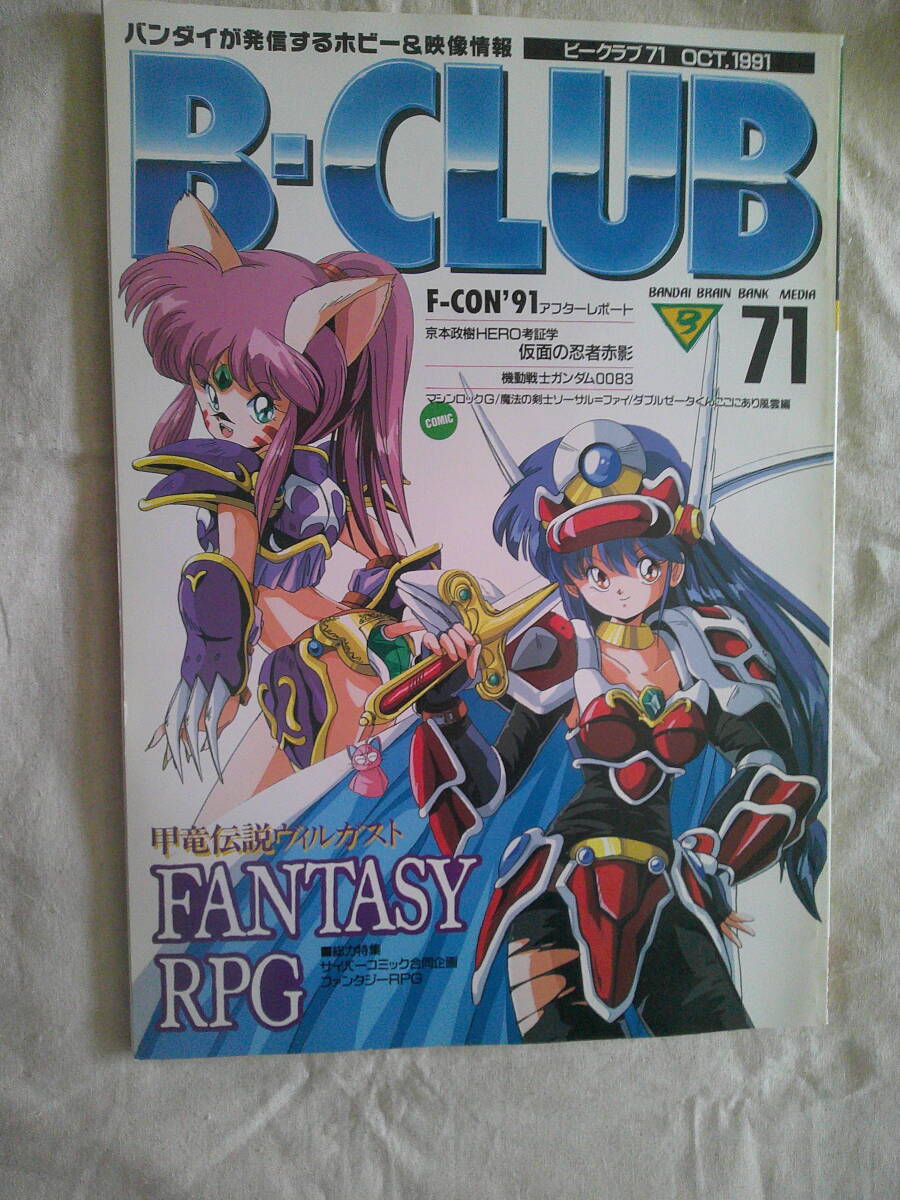 バンダイが発信するホビー&映像情報
ビークラブ71 OCT.1991
B-CLUB
BANDAI BRAIN BANK MEDIA
71
F-CON'91アフターレポート
京本政樹HERO考証学
仮面の忍者赤影
機動戦士ガンダム0083
マシンロックG/魔法の剣士ソーサル=ファイ/ダブルゼータくんここにあり風雲編
COMIC
甲竜伝説ヴィルガスト
FANTASY
RPG
■総力特集
サイバーコミック合同企画
ファンタジーRPG